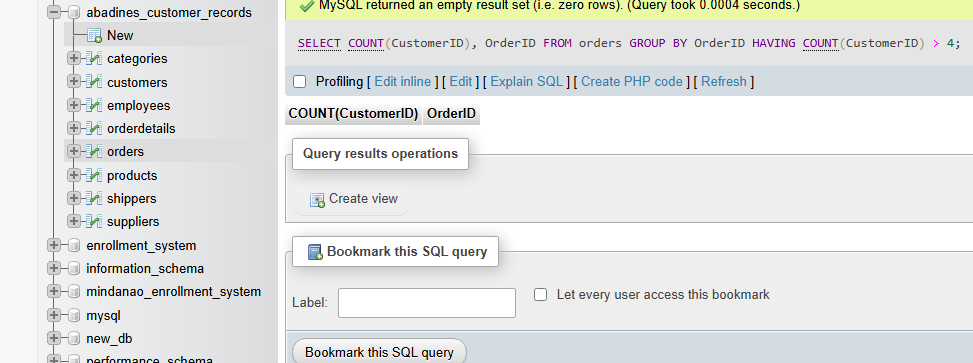 abadines_customer_records
New
categories
customers
employees
orderdetails
orders
products
shippers
suppliers
enrollment_system
information_schema
mindanao_enrollment_system
mysql
new_db
performance_schema
MySQL returned an empty result set (i.e. zero rows). (Query took 0.0004 seconds.)
SELECT COUNT(CustomerID), OrderID FROM orders GROUP BY OrderID HAVING COUNT(CustomerID) > 4;
Profiling [ Edit inline ] [ Edit ] [ Explain SQL ] [ Create PHP code ] [ Refresh ]
COUNT(CustomerID) OrderID
Query results operations
Create view
Bookmark this SQL query
Label:
Let every user access this bookmark
Bookmark this SQL query